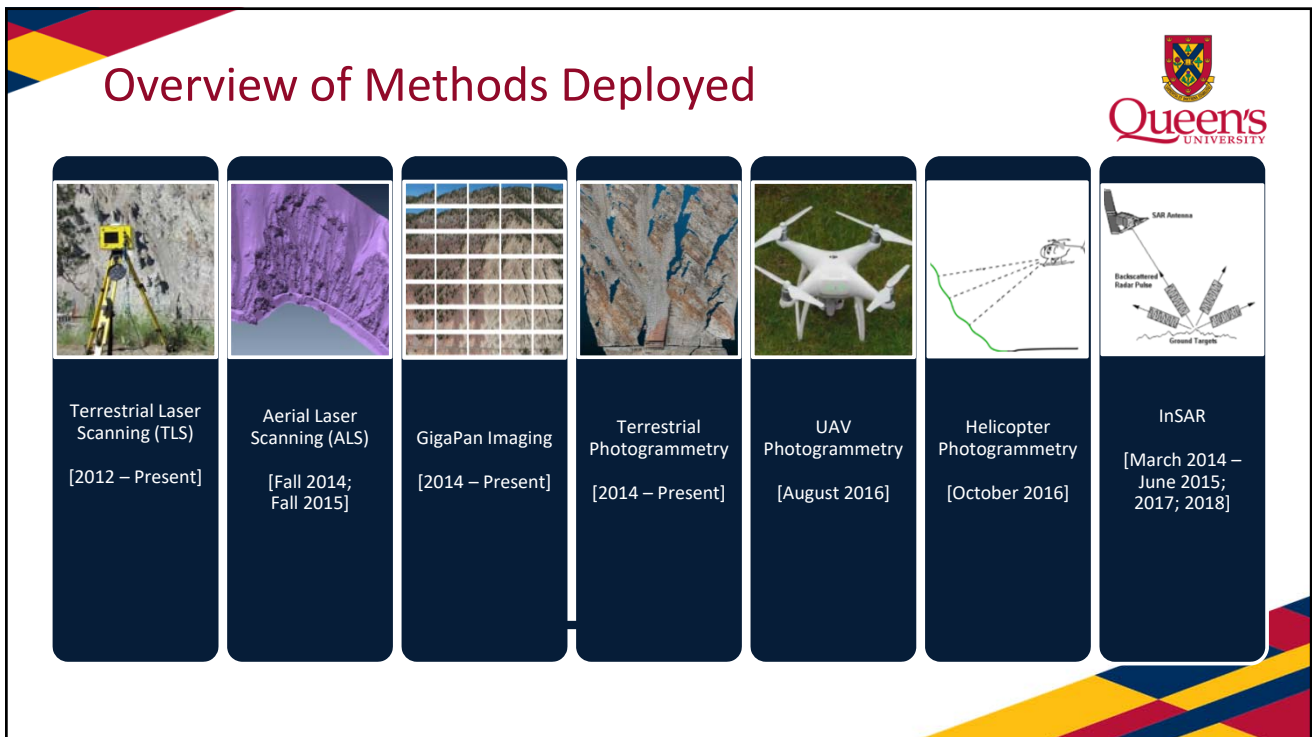 Overview of Methods Deployed
Queen's
UNIVERSITY
SAR Antenna
Backscattered
Radar Pulse
Ground Targets
Terrestrial Laser
Scanning (TLS)
[2012 – Present]
Aerial Laser
Scanning (ALS)
[Fall 2014;
Fall 2015]
GigaPan Imaging
[2014 – Present]
Terrestrial
Photogrammetry
[2014 – Present]
UAV
Photogrammetry
[August 2016]
Helicopter
Photogrammetry
[October 2016]
InSAR
[March 2014 –
June 2015;
2017; 2018]